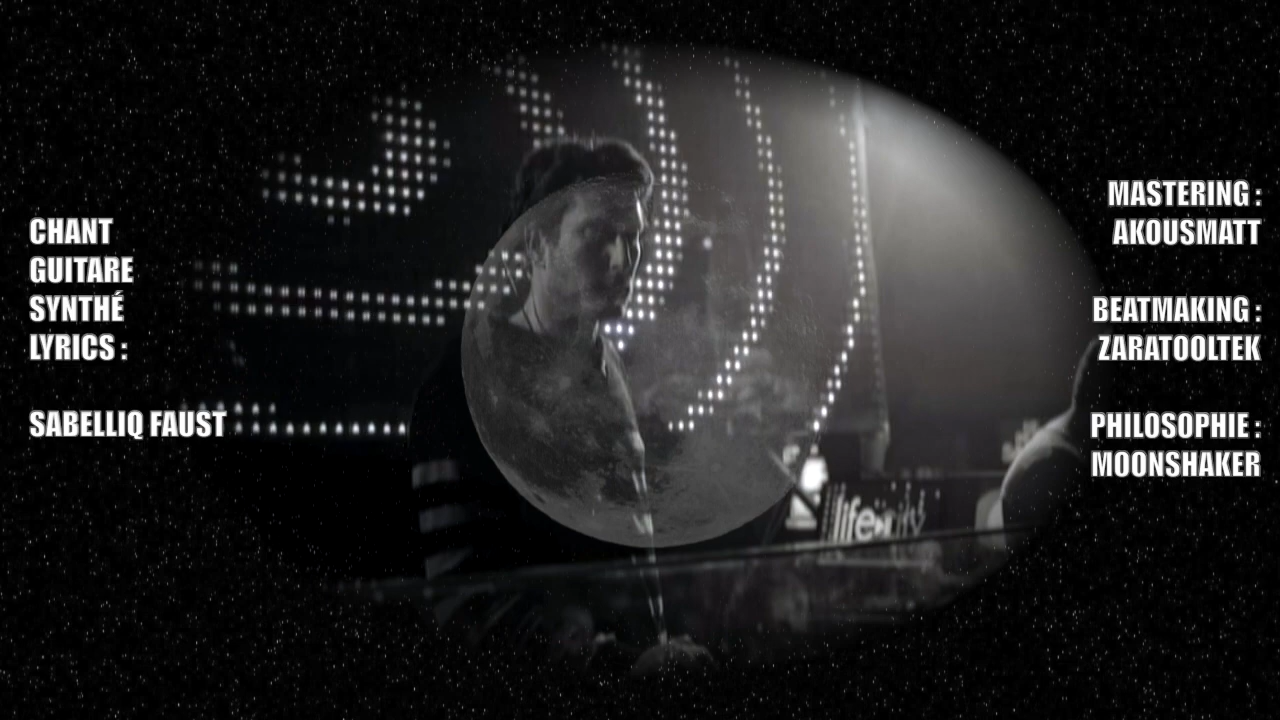 CHANT
GUITARE
SYNTHÉ
LYRICS :
SABELLIQ FAUST
MASTERING :
AKOUSMATT
BEATMAKING :
ZARATOOLTEK
PHILOSOPHIE :
MOONSHAKER